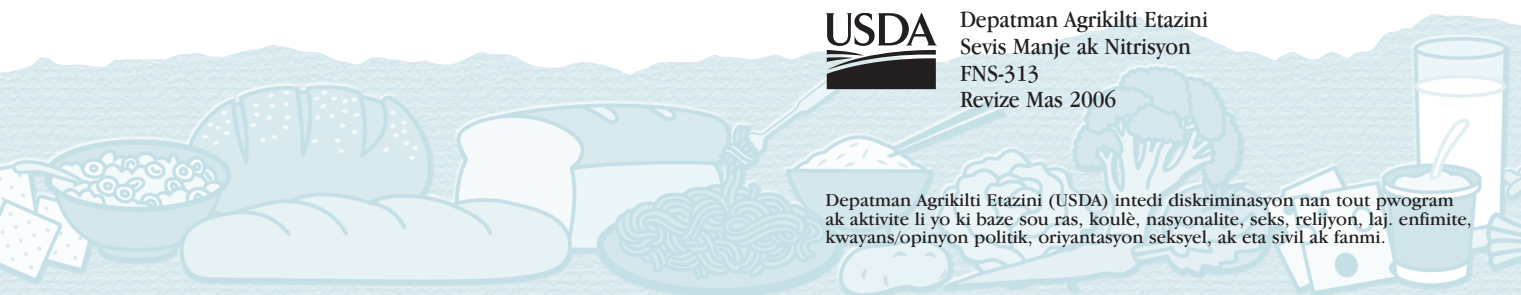 USDA
Depatman Agrikilti Etazini
Sevis Manje ak Nitrisyon
FNS-313
Revize Mas 2006
Depatman Agrikilti Etazini (USDA) intedi diskriminasyon nan tout pwogram
ak aktivite li yo ki baze sou ras, koulè, nasyonalite, seks, relijyon, laj. enfimite,
kwayans/opinyon politik, oriyantasyon seksyel, ak eta sivil ak fanmi.